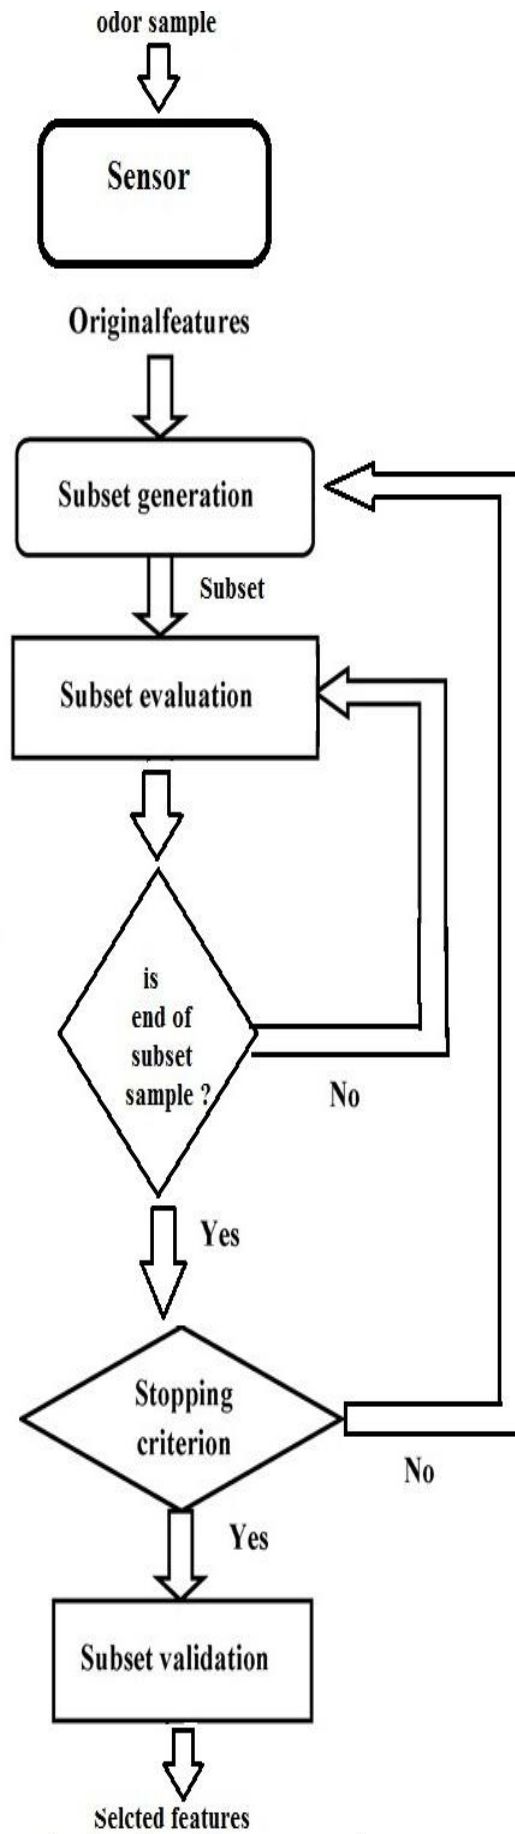 odor sample
Sensor
Originalfeatures
Subset generation
Subset
Subset evaluation
is
end of
subset
sample ?
No
Yes
Stopping
criterion
No
Yes
Subset validation
Selcted features